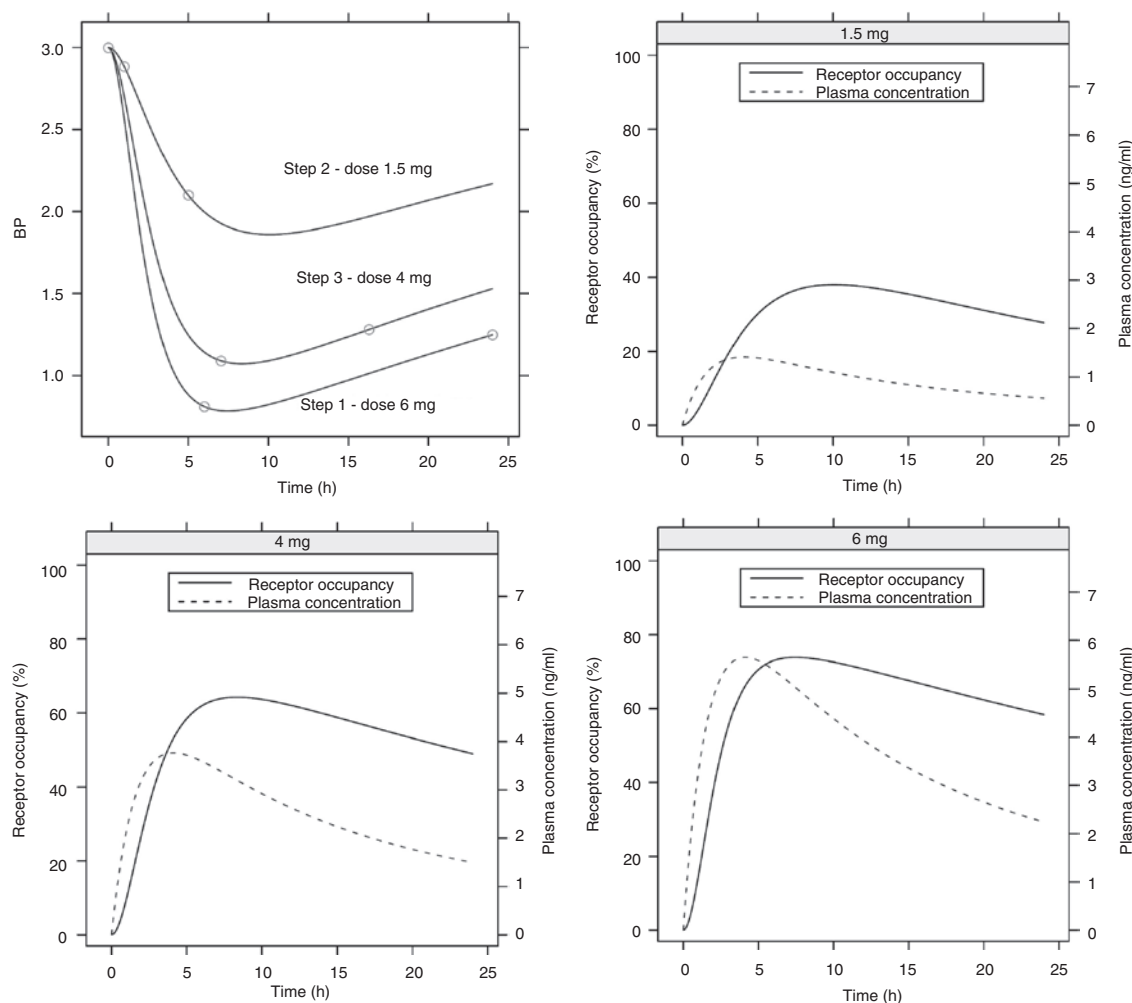 3.0
2.5
2.0
1.5
1.0
BP
Step 2 - dose 1.5 mg
Step 3 - dose 4 mg
Step 1 - dose 6 mg
0 5 10 15 20 25
Time (h)
1.5 mg
Receptor occupancy
Plasma concentration
100
80
60
40
20
0
Receptor occupancy (%)
7
6
5
4
3
2
1
0
Plasma concentration (ng/ml)
0 5 10 15 20 25
Time (h)
4 mg
Receptor occupancy
Plasma concentration
100
80
60
40
20
0
Receptor occupancy (%)
7
6
5
4
3
2
1
0
Plasma concentration (ng/ml)
0 5 10 15 20 25
Time (h)
6 mg
Receptor occupancy
Plasma concentration
100
80
60
40
20
0
Receptor occupancy (%)
7
6
5
4
3
2
1
0
Plasma concentration (ng/ml)
0 5 10 15 20 25
Time (h)